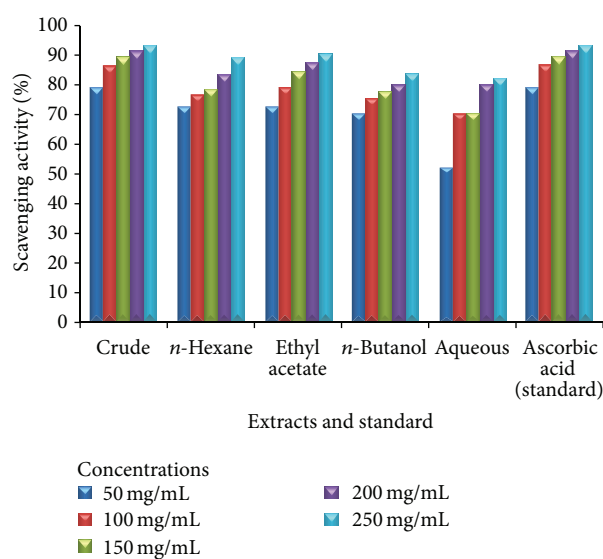 Scavenging activity (%)
100
90
80
70
60
50
40
30
20
10
0
Crude
n-Hexane
Ethyl
acetate
n-Butanol
Aqueous
Ascorbic
acid
(standard)
Extracts and standard
Concentrations
50 mg/mL
100 mg/mL
150 mg/mL
200 mg/mL
250 mg/mL